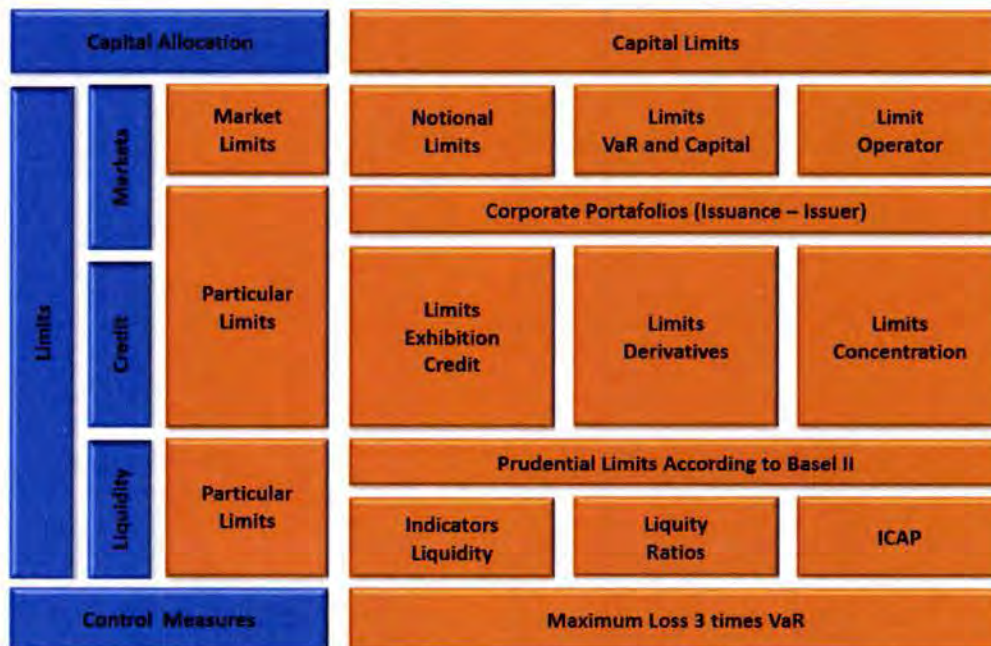 Capital Allocation
Capital Limits
Limits
Markets
Market
Limits
Notional
Limits
Limits
VaR and Capital
Limit
Operator
Corporate Portafolios (Issuance – Issuer)
Credit
Particular
Limits
Limits
Exhibition
Credit
Limits
Derivatives
Limits
Concentration
Prudential Limits According to Basel II
Liquidity
Particular
Limits
Indicators
Liquidity
Liquity
Ratios
ICAP
Control Measures
Maximum Loss 3 times VaR